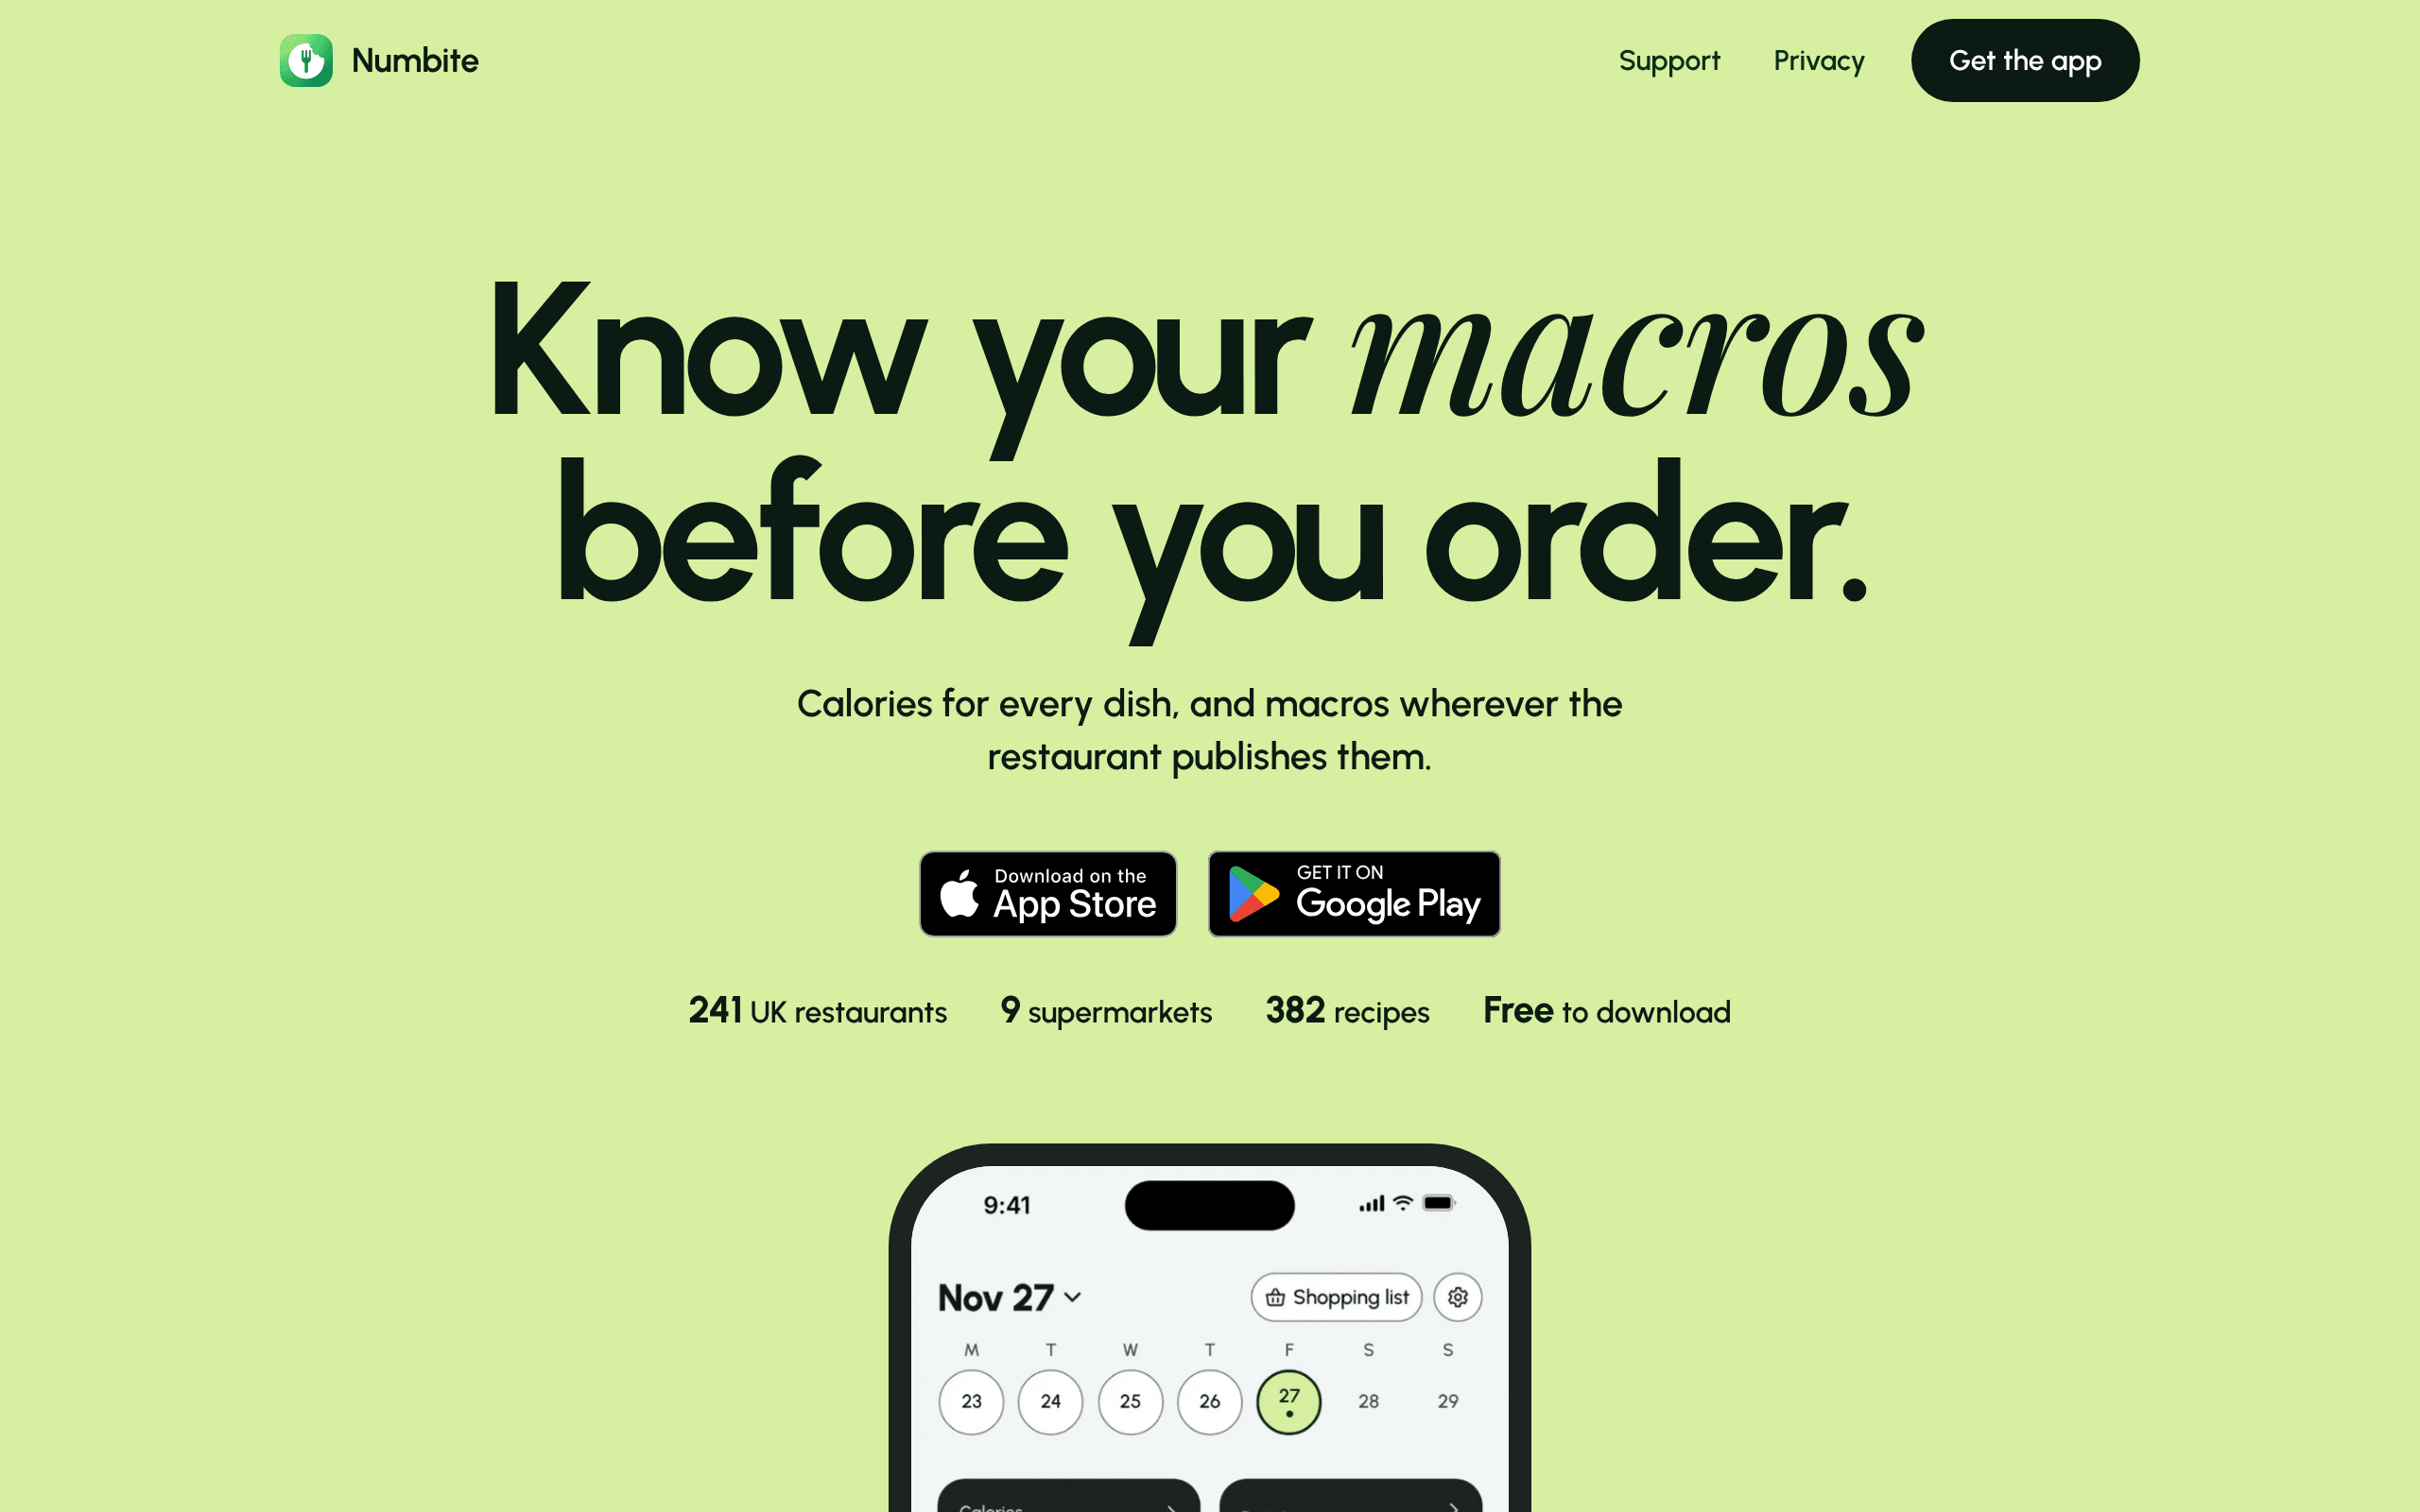 Numbite
Support
Privacy
Get the app
Know your macros
before you order.
Calories for every dish, and macros wherever the
restaurant publishes them.
Download on the
App Store
GET IT ON
Google Play
241 UK restaurants
9 supermarkets
382 recipes
Free to download
9:41
Nov 27
Shopping list
M T W T F S S
23 24 25 26 27 28 29
Calories